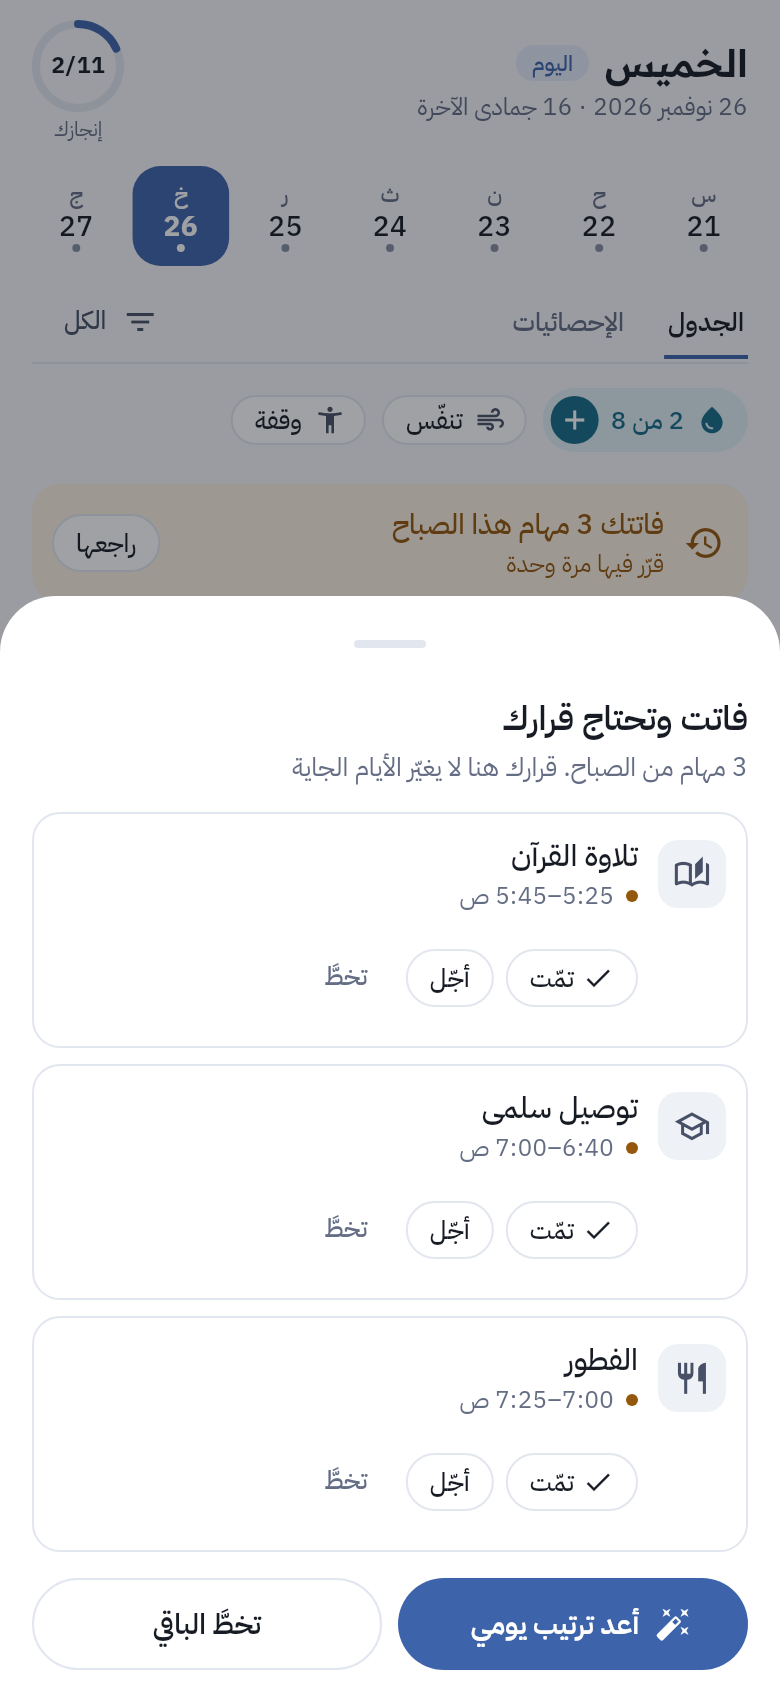 الخميس اليوم
26 نوفمبر 2026 · 16 جمادى الآخرة
2/11
إنجازك
س ح ن ث ر خ ج
21 22 23 24 25 26 27
الجدول الإحصائيات الكل
2 من 8 تنفّس وقفة
فاتتك 3 مهام هذا الصباح
قرّر فيها مرة وحدة
راجعها
فاتت وتحتاج قرارك
3 مهام من الصباح. قرارك هنا لا يغيّر الأيام الجاية
تلاوة القرآن
5:25–5:45 ص
تمّت أجّل تخطَّ
توصيل سلمى
6:40–7:00 ص
تمّت أجّل تخطَّ
الفطور
7:00–7:25 ص
تمّت أجّل تخطَّ
أعد ترتيب يومي تخطَّ الباقي